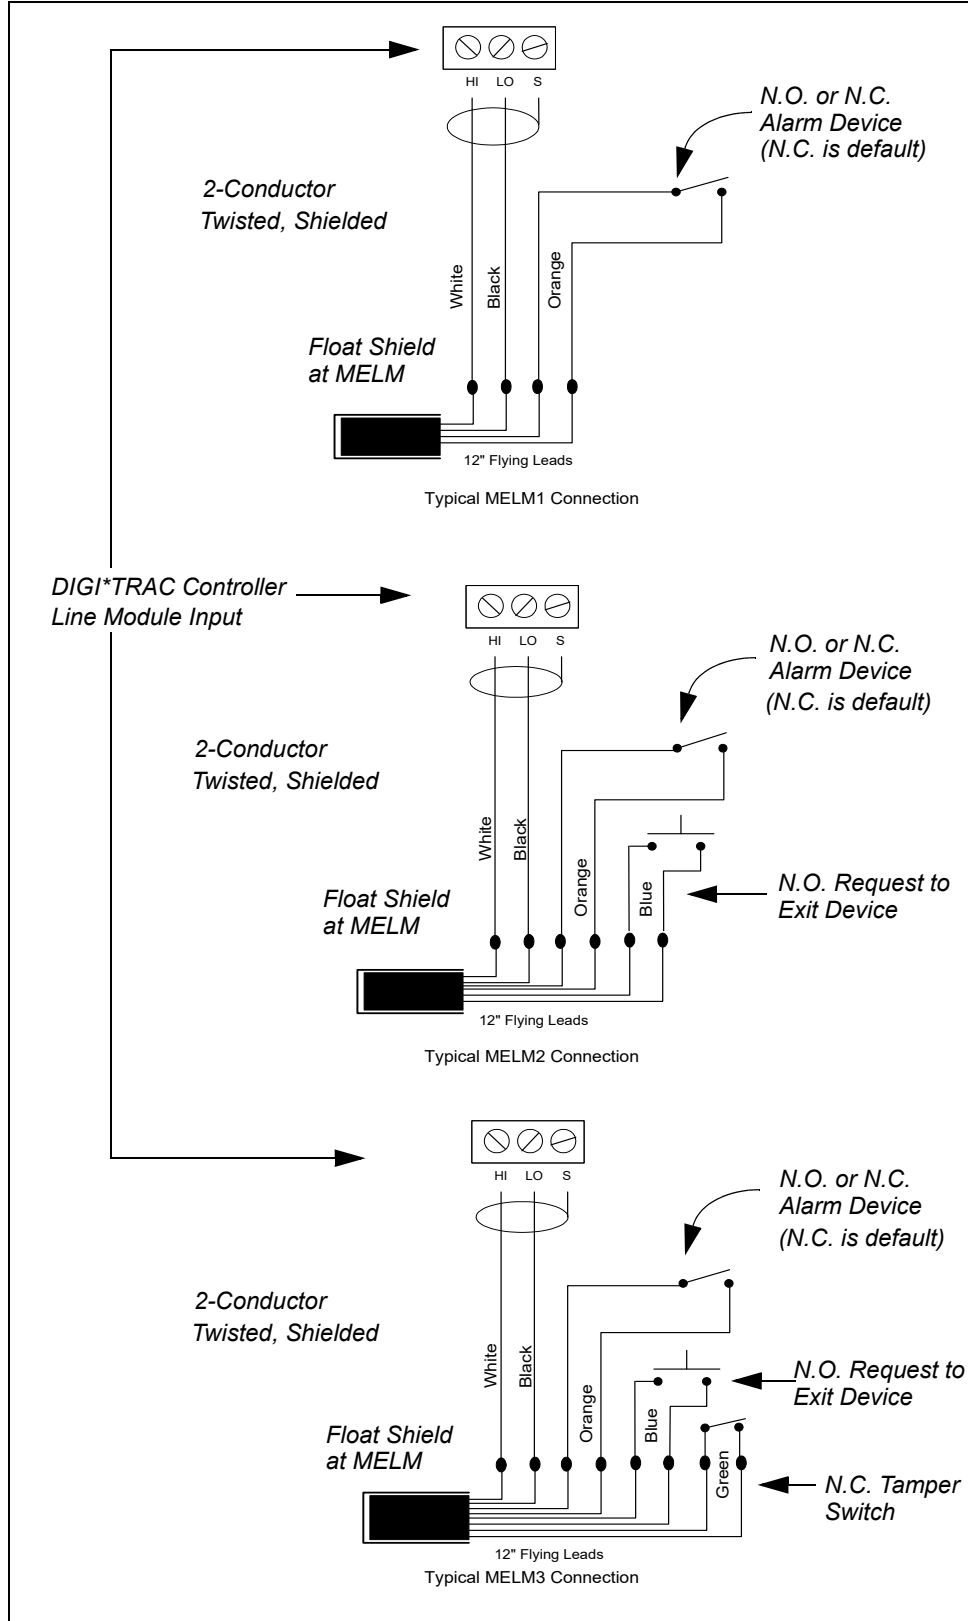 HI LO S
N.O. or N.C.
Alarm Device
(N.C. is default)
2-Conductor
Twisted, Shielded
White
Black
Orange
Float Shield
at MELM
12" Flying Leads
Typical MELM1 Connection
DIGI*TRAC Controller
Line Module Input
HI LO S
N.O. or N.C.
Alarm Device
(N.C. is default)
2-Conductor
Twisted, Shielded
White
Black
Orange
Blue
N.O. Request to
Exit Device
Float Shield
at MELM
12" Flying Leads
Typical MELM2 Connection
HI LO S
N.O. or N.C.
Alarm Device
(N.C. is default)
2-Conductor
Twisted, Shielded
White
Black
Orange
Blue
N.O. Request to
Exit Device
Float Shield
at MELM
Green
N.C. Tamper
Switch
12" Flying Leads
Typical MELM3 Connection